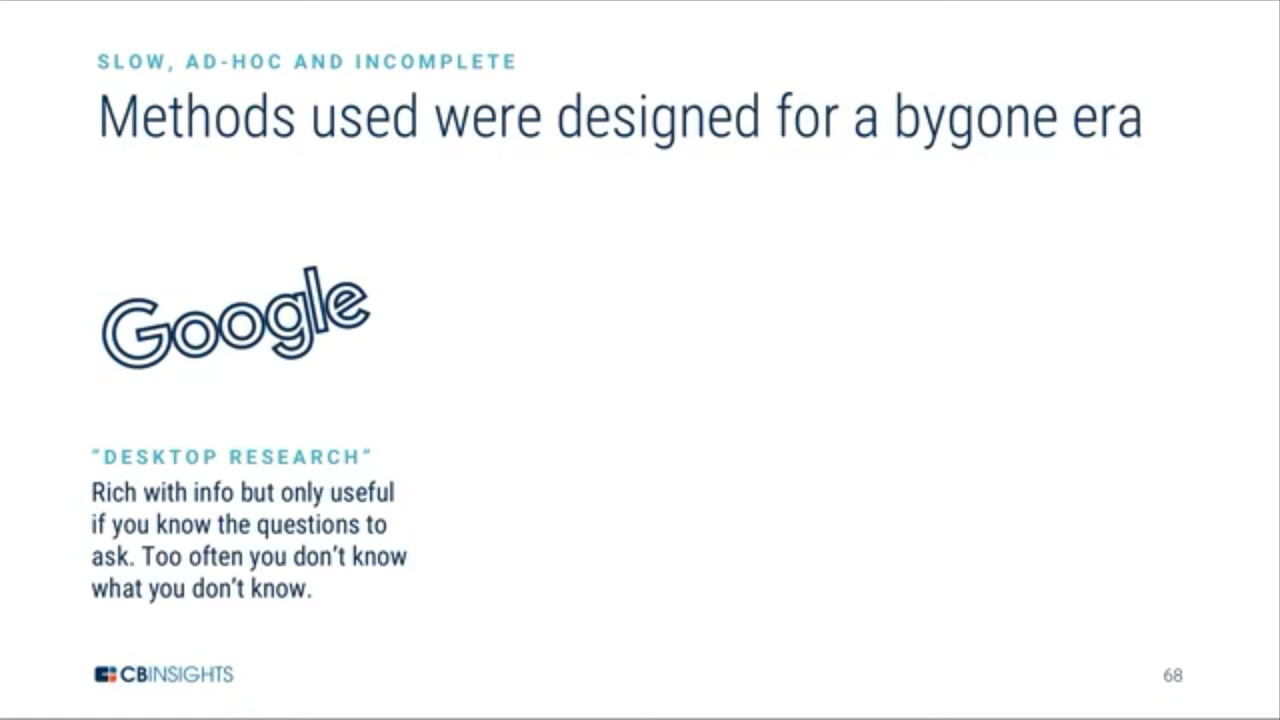 SLOW, AD-HOC AND INCOMPLETE
Methods used were designed for a bygone era
Google
“DESKTOP RESEARCH”
Rich with info but only useful
if you know the questions to
ask. Too often you don’t know
what you don’t know.
CBINSIGHTS
68